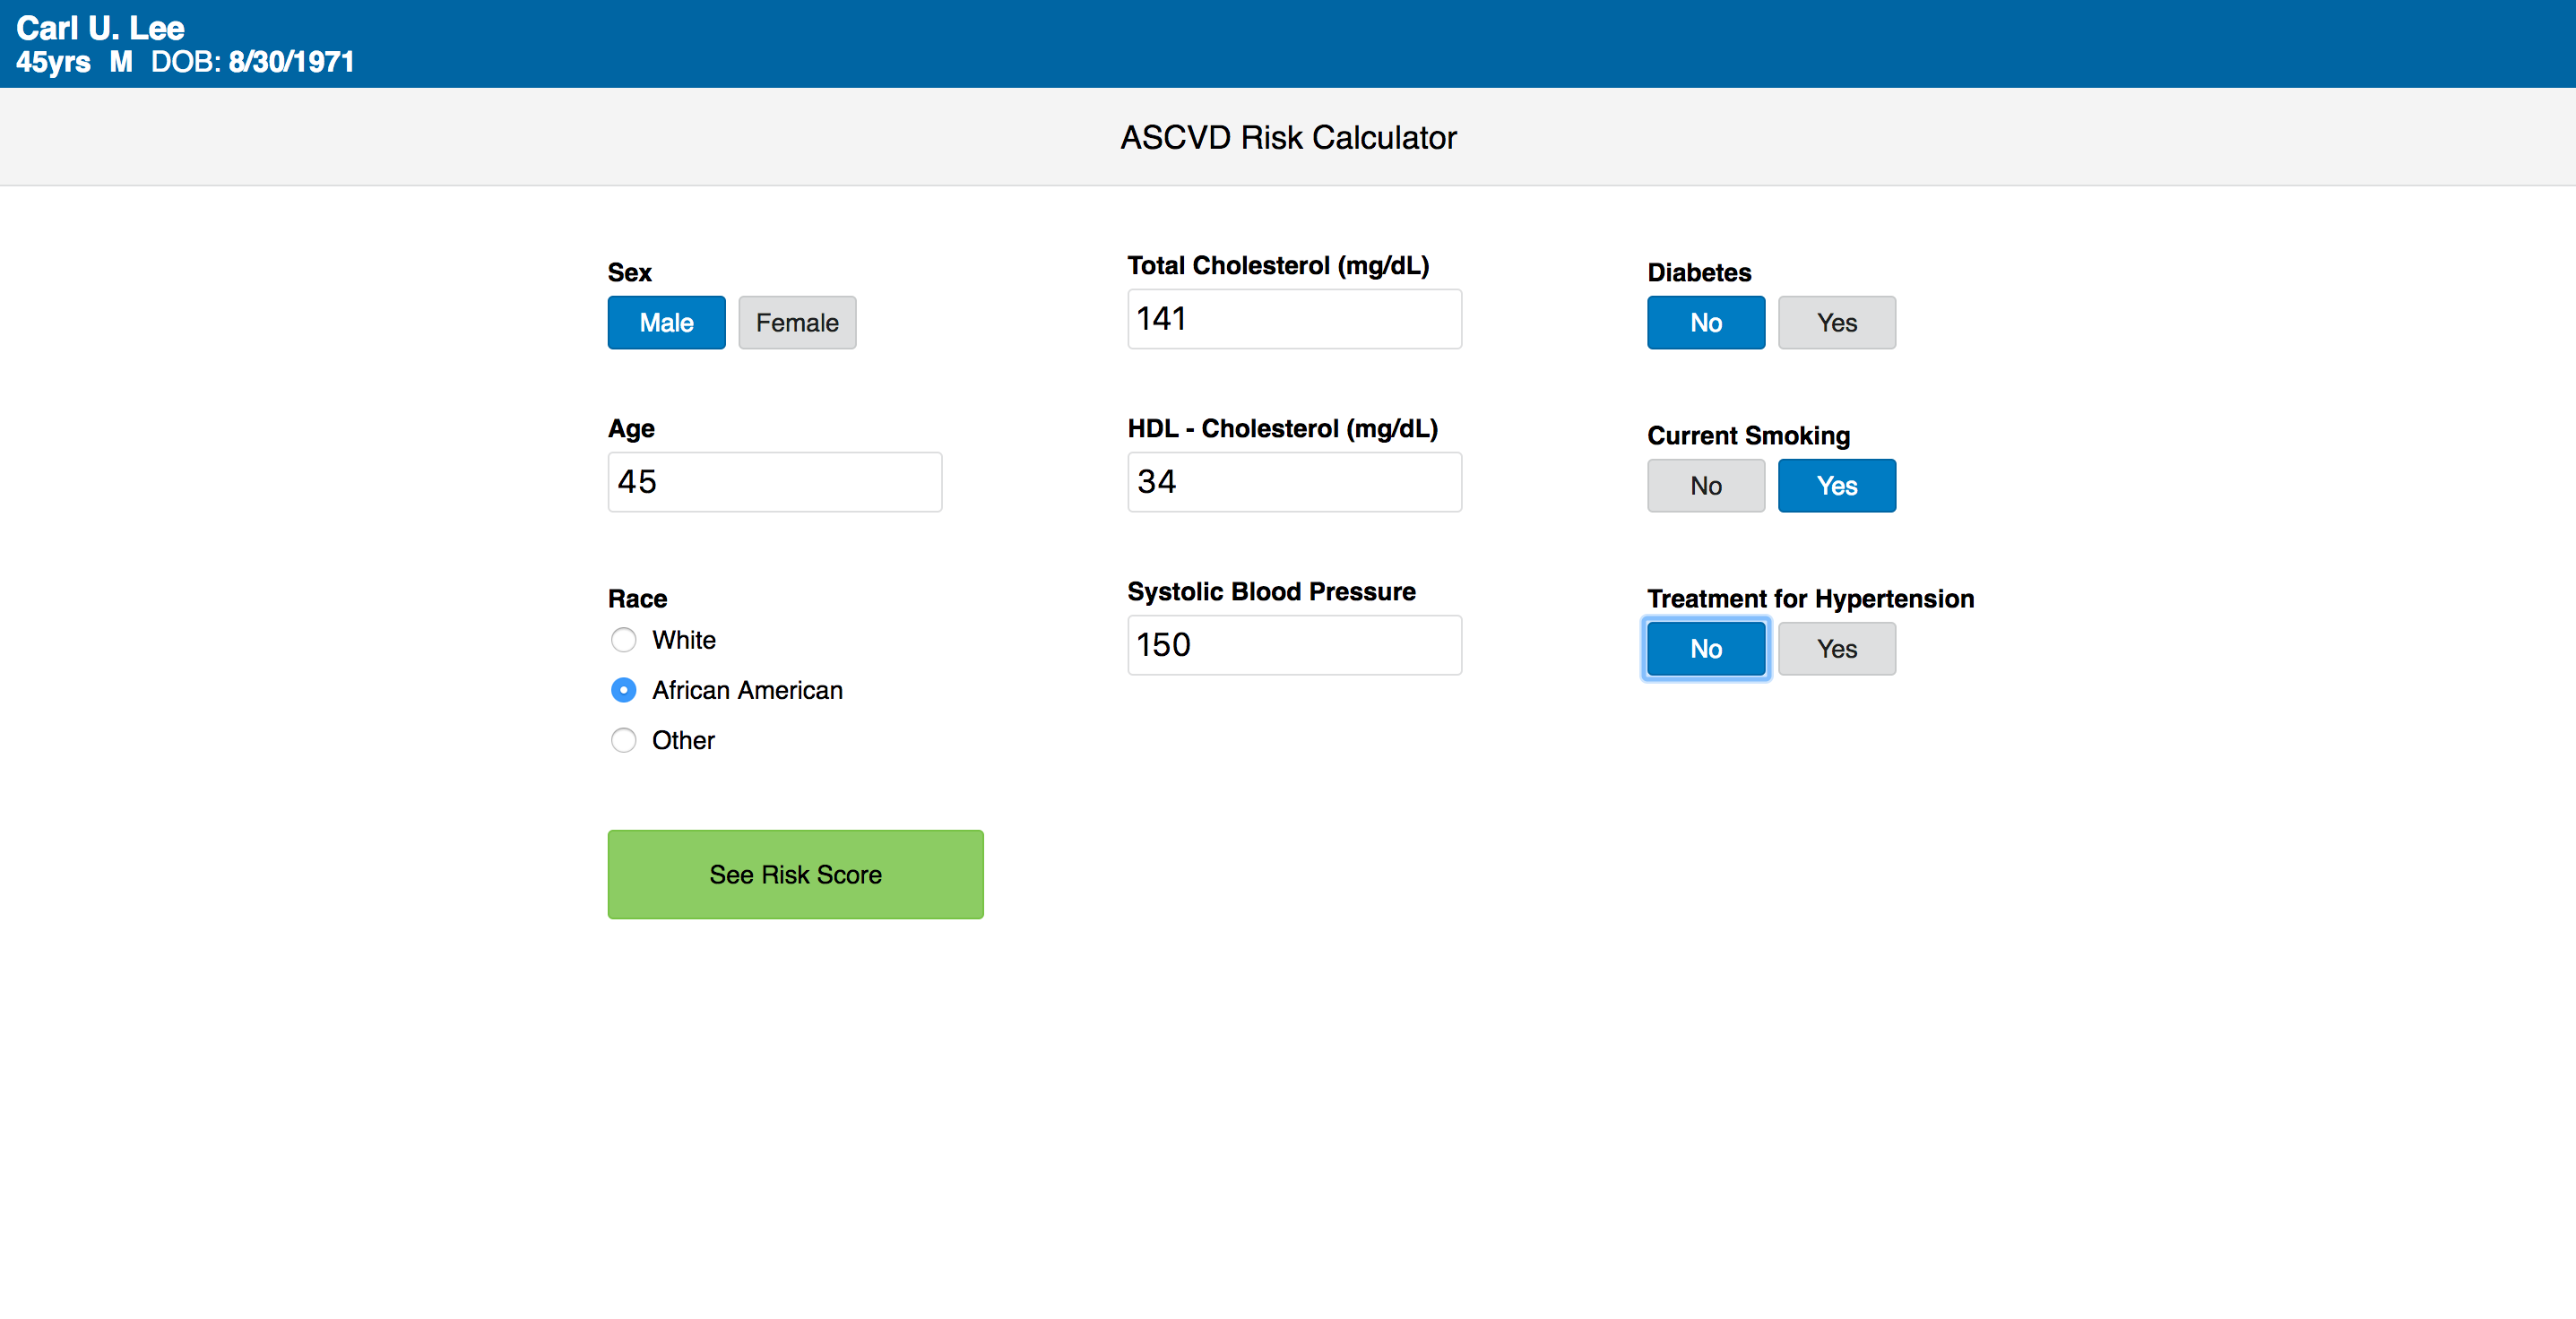 Carl U. Lee
45yrs M DOB: 8/30/1971
ASCVD Risk Calculator
Sex
Male Female
Age
45
Race
White
African American
Other
See Risk Score
Total Cholesterol (mg/dL)
141
HDL - Cholesterol (mg/dL)
34
Systolic Blood Pressure
150
Diabetes
No Yes
Current Smoking
No Yes
Treatment for Hypertension
No Yes